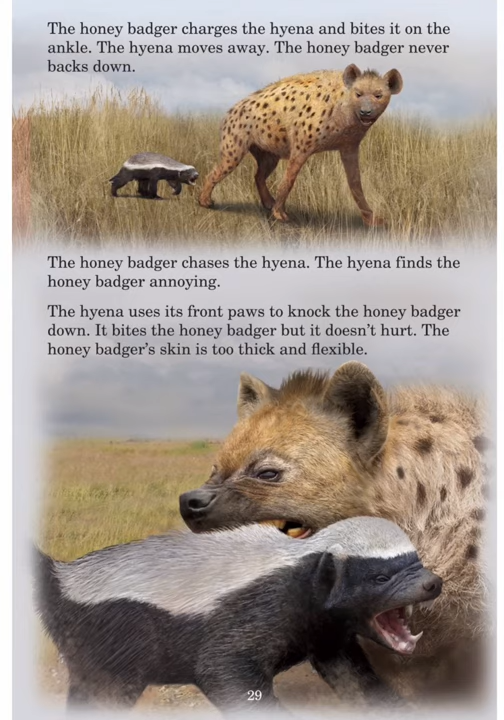 The honey badger charges the hyena and bites it on the
ankle. The hyena moves away. The honey badger never
backs down.
The honey badger chases the hyena. The hyena finds the
honey badger annoying.
The hyena uses its front paws to knock the honey badger
down. It bites the honey badger but it doesn’t hurt. The
honey badger’s skin is too thick and flexible.
29